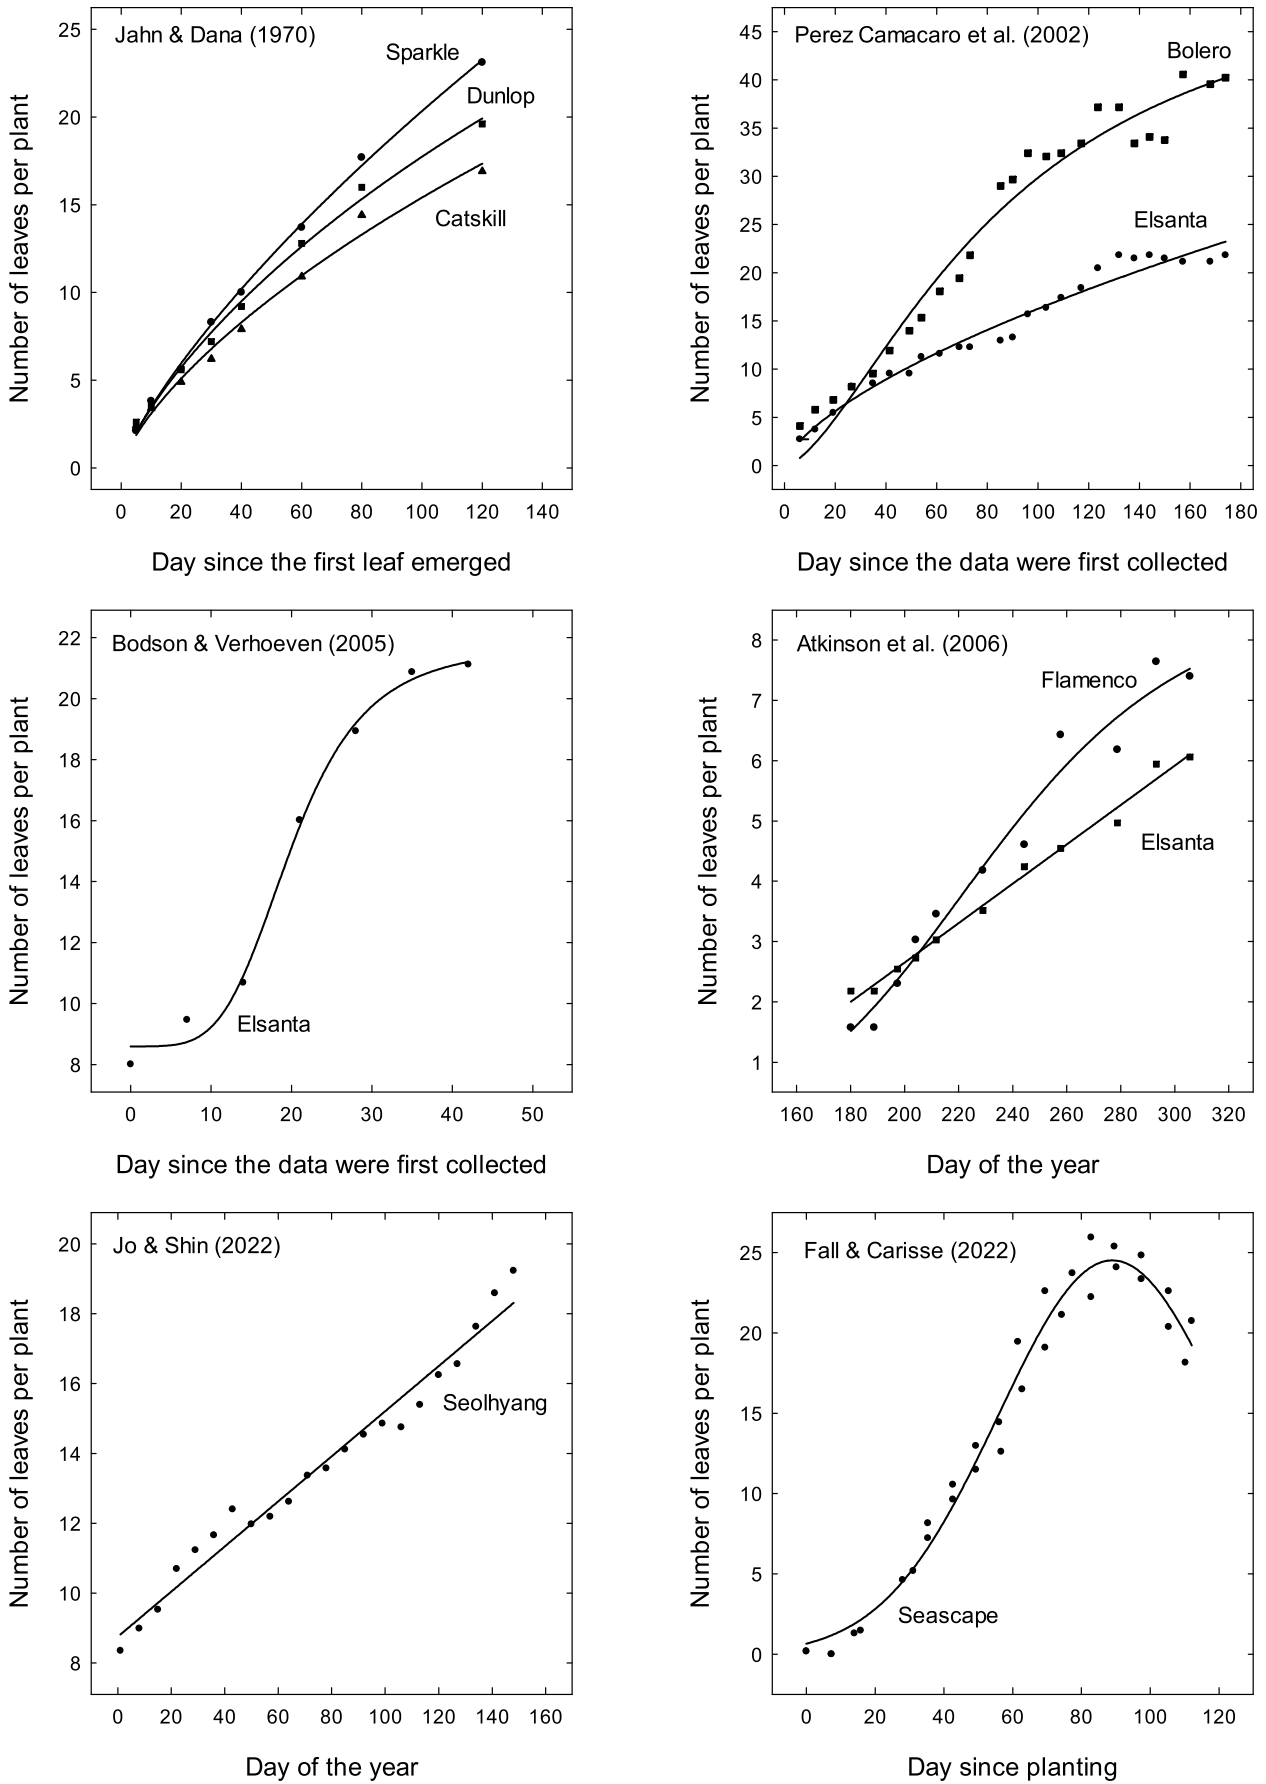 Jahn & Dana (1970)
Sparkle
Dunlop
Catskill
Number of leaves per plant
25
20
15
10
5
0
0 20 40 60 80 100 120 140
Day since the first leaf emerged
Perez Camacaro et al. (2002)
Bolero
Elsanta
Number of leaves per plant
45
40
35
30
25
20
15
10
5
0
0 20 40 60 80 100 120 140 160 180
Day since the data were first collected
Bodson & Verhoeven (2005)
Elsanta
Number of leaves per plant
22
20
18
16
14
12
10
8
0 10 20 30 40 50
Day since the data were first collected
Atkinson et al. (2006)
Flamenco
Elsanta
Number of leaves per plant
8
7
6
5
4
3
2
1
160 180 200 220 240 260 280 300 320
Day of the year
Jo & Shin (2022)
Seolhyang
Number of leaves per plant
20
18
16
14
12
10
8
0 20 40 60 80 100 120 140 160
Day of the year
Fall & Carisse (2022)
Seascape
Number of leaves per plant
25
20
15
10
5
0
0 20 40 60 80 100 120
Day since planting